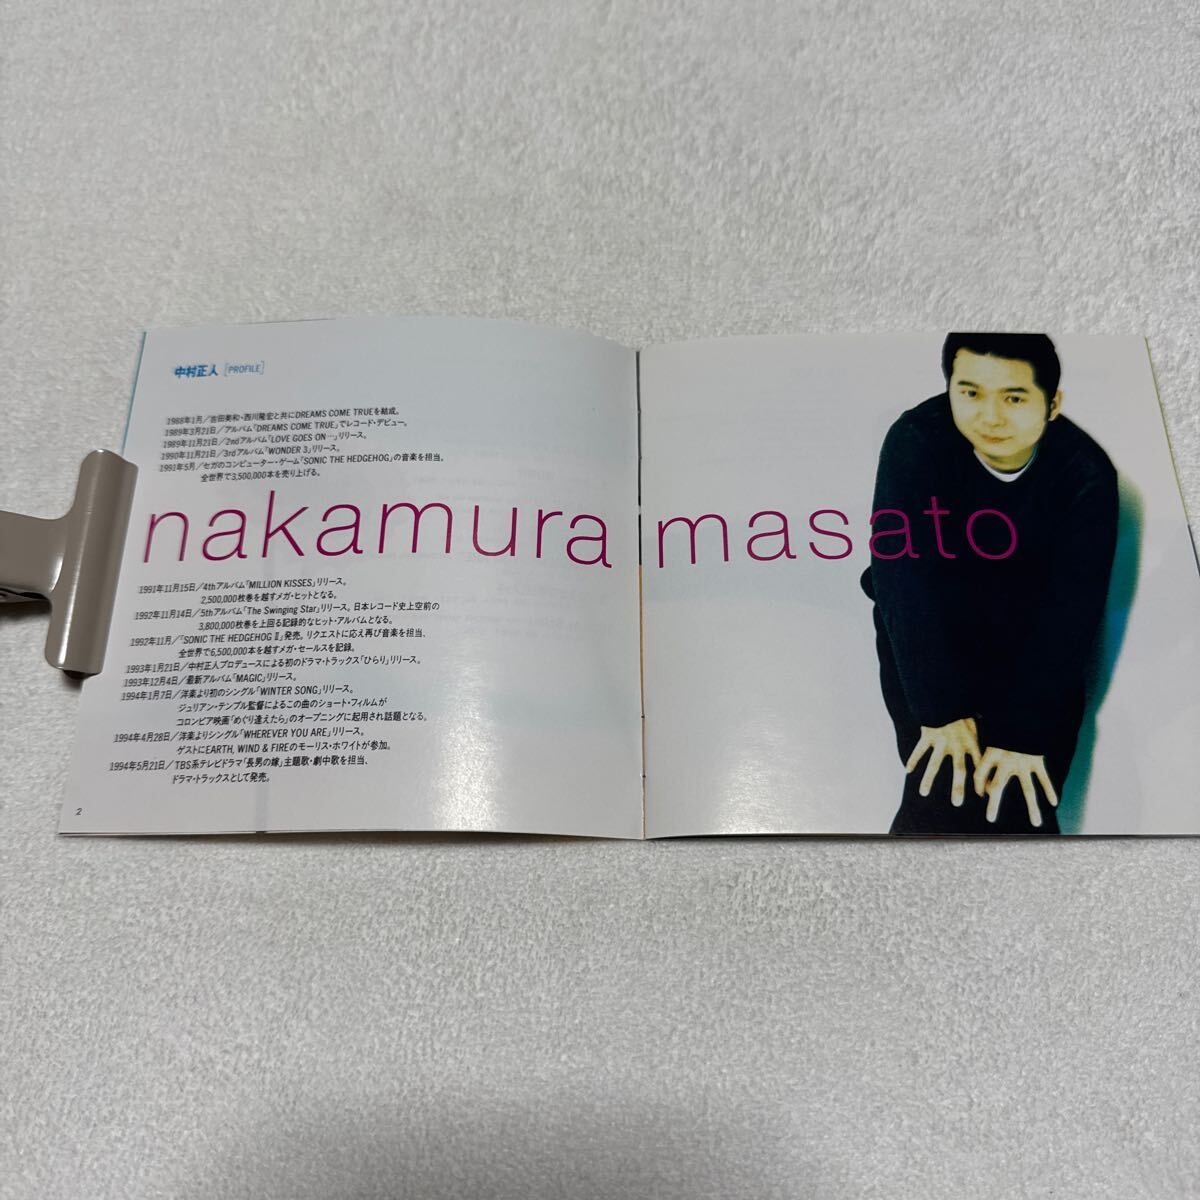 中村正人 [PROFILE]
1988年1月/吉田美和・西川隆宏と共にDREAMS COME TRUEを結成。
1989年3月21日/アルバム「DREAMS COME TRUE」でレコード・デビュー。
1989年11月21日/2ndアルバム「LOVE GOES ON…」リリース。
1990年11月21日/3rdアルバム「WONDER 3」リリース。
1991年5月/セガのコンピューター・ゲーム「SONIC THE HEDGEHOG」の音楽を担当。
全世界で3,500,000本を売り上げる。
nakamura masato
1991年11月15日/4thアルバム「MILLION KISSES」リリース。
2,500,000枚を越すメガ・ヒットとなる。
1992年11月14日/5thアルバム「The Swinging Star」リリース。日本レコード史上空前の
3,800,000枚を上回る記録的なヒット・アルバムとなる。
1992年11月/「SONIC THE HEDGEHOG II」発売。リクエストに応え再び音楽を担当、
全世界で6,500,000本を越すメガ・セールスを記録。
1993年1月21日/中村正人プロデュースによる初のドラマ・トラックス「ひらり」リリース。
1993年12月4日/最新アルバム「MAGIC」リリース。
1994年1月7日/洋楽より初のシングル「WINTER SONG」リリース。
ジュリアン・テンプル監督によるこの曲のショート・フィルムが
コロンビア映画「めぐり逢えたら」のオープニングに起用され話題となる。
1994年4月28日/洋楽よりシングル「WHEREVER YOU ARE」リリース。
ゲストにEARTH, WIND & FIREのモーリス・ホワイトが参加。
1994年5月21日/TBS系テレビドラマ「長男の嫁」主題歌・劇中歌を担当、
ドラマ・トラックスとして発売。
2